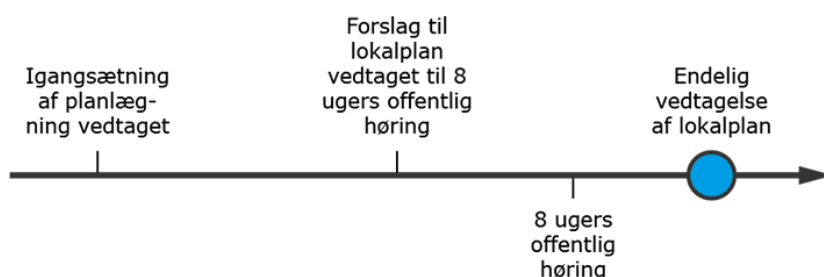 Igangsætning
af planlæg-
ning vedtaget
Forslag til
lokalplan
vedtaget til 8
ugers offentlig
høring
8 ugers
offentlig
høring
Endelig
vedtagelse
af lokalplan